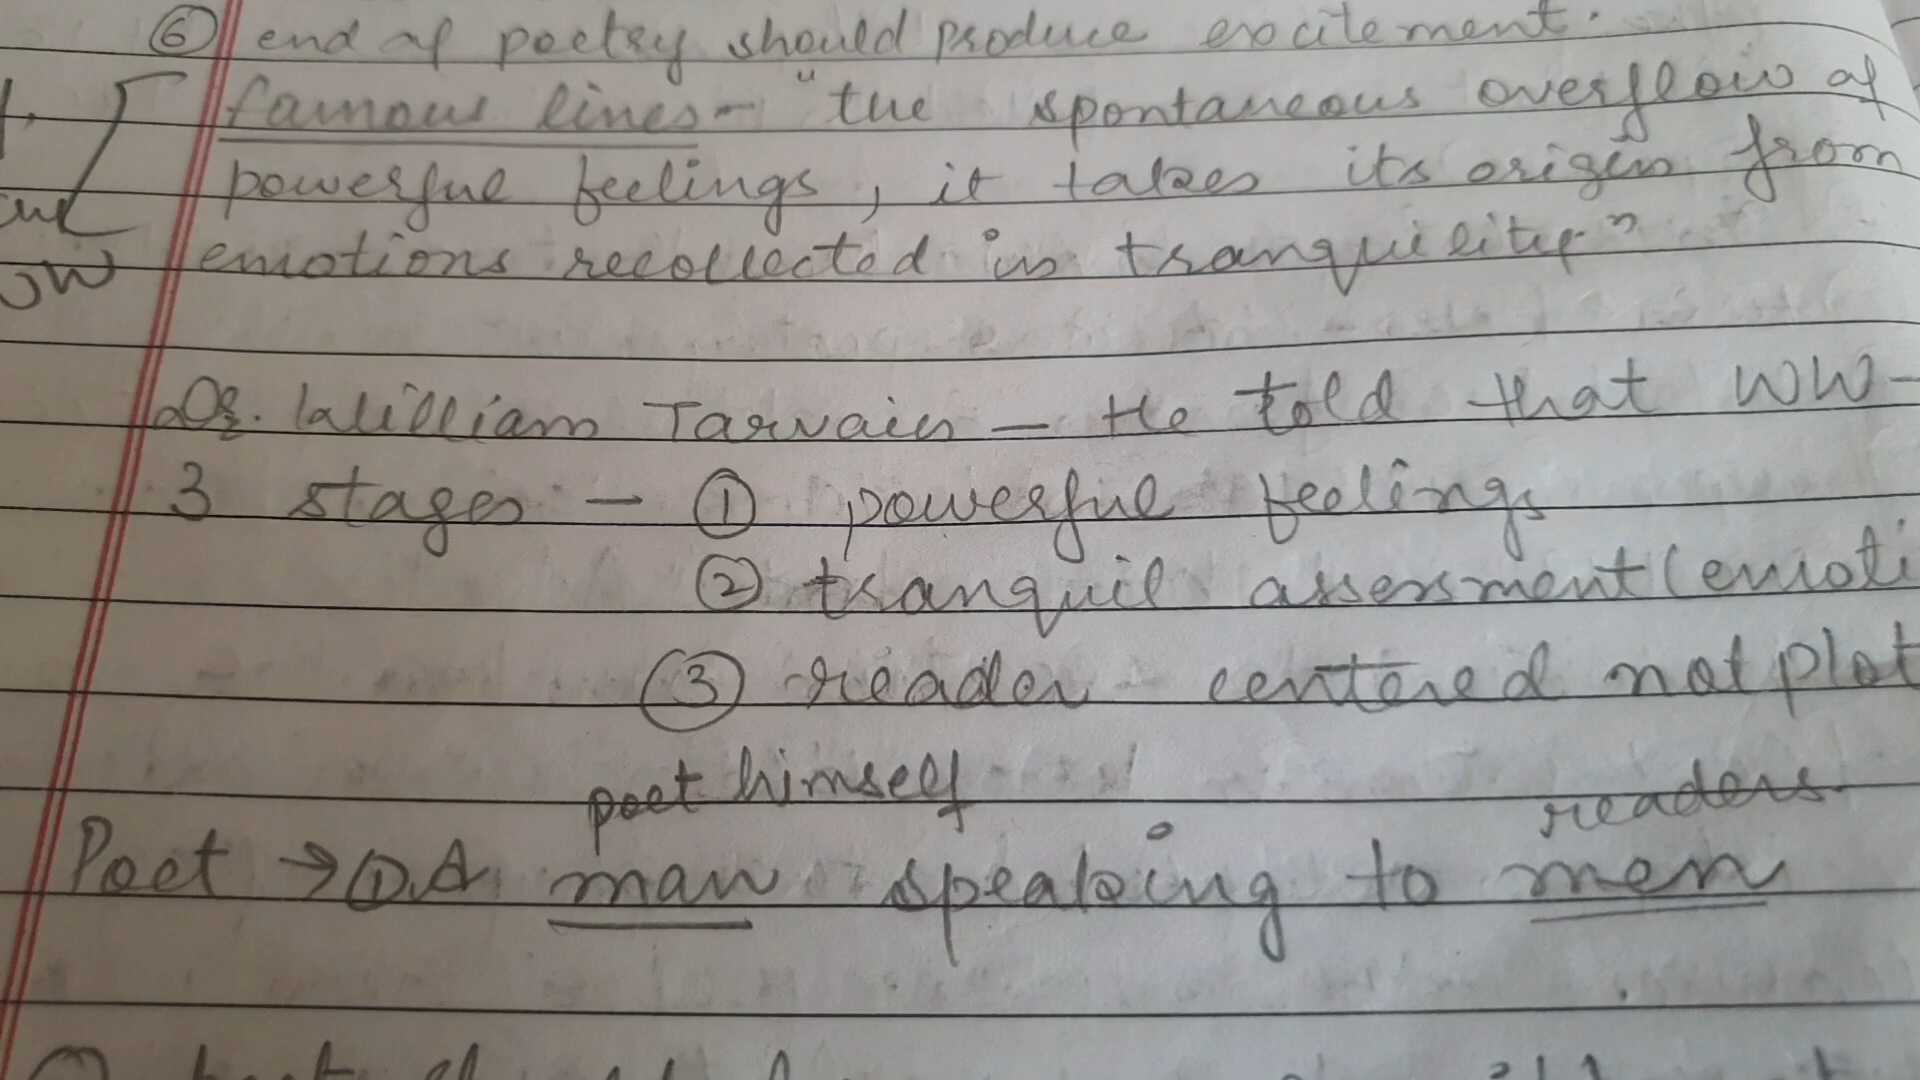 ⑥ end of poetry should produce excitement.
famous lines - "the spontaneous overflow of
powerful feelings, it takes its origin from
emotions recollected in tranquility"
ow
Dr. William Tarvain - He told that WW-
3 stages - ① powerful feelings
② tranquil assessment (emoti
③ reader centered not plot
poet himself readers
Poet → ①. A man speaking to men